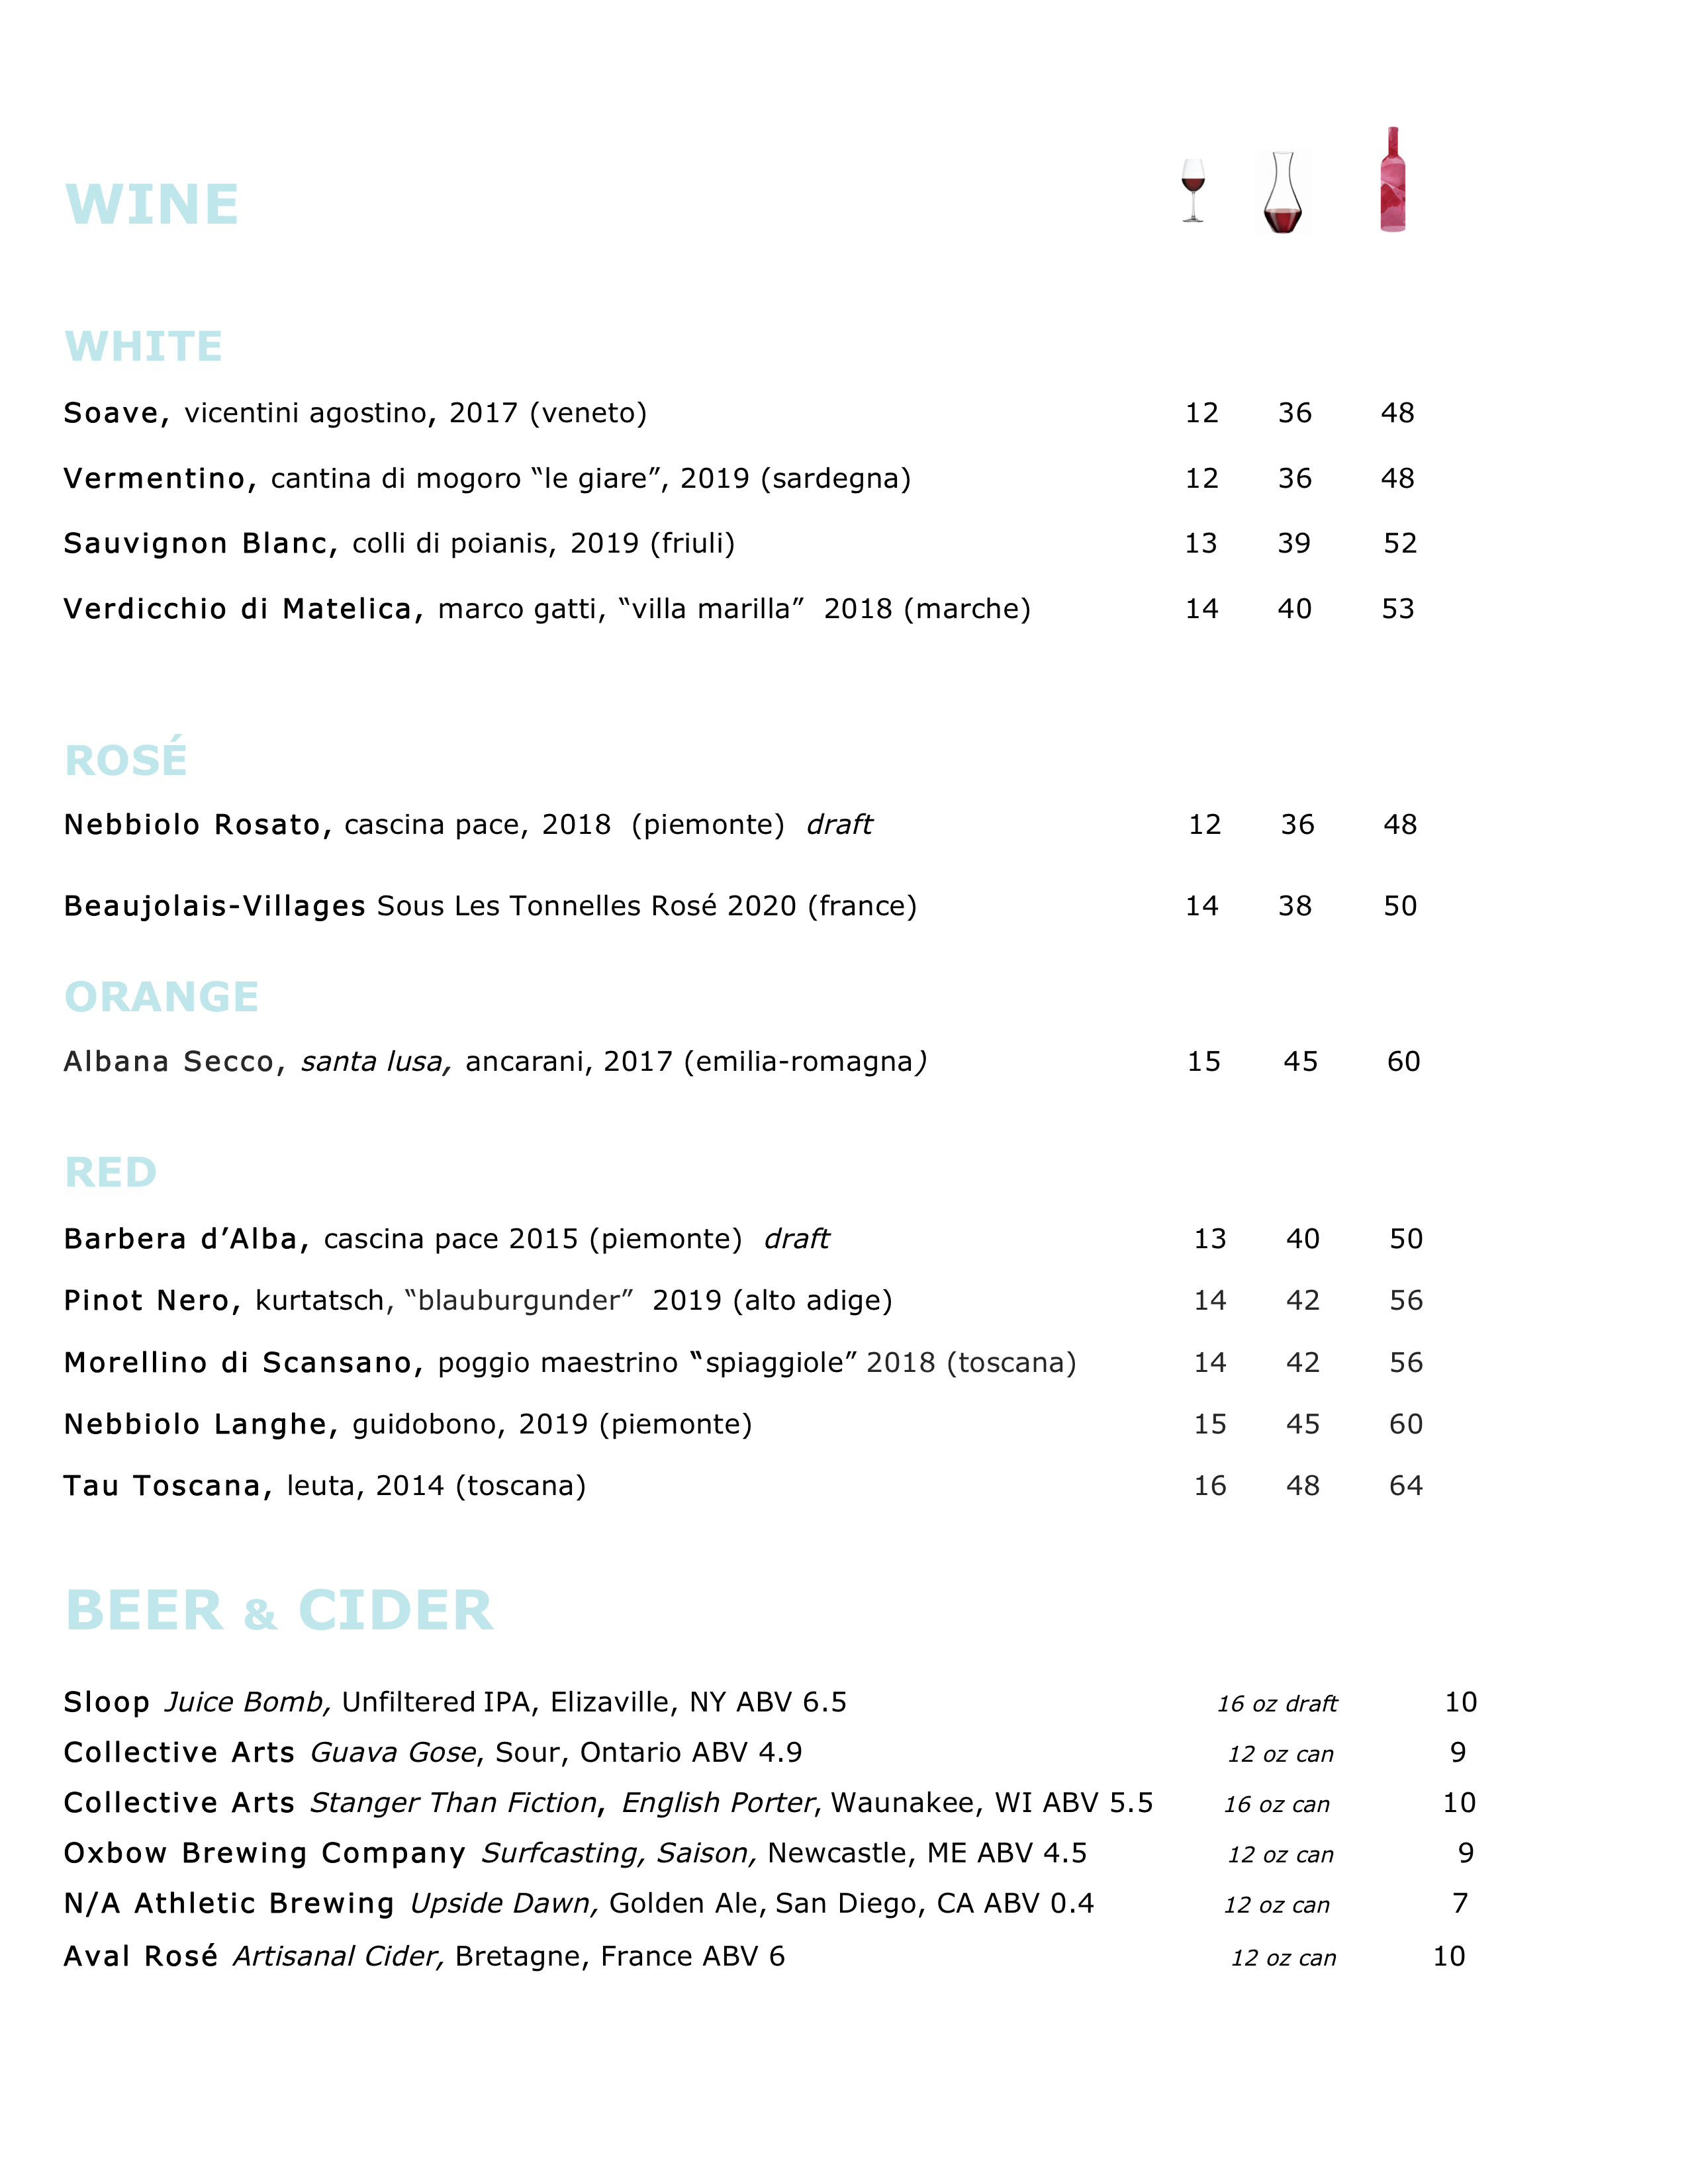 WINE
WHITE
Soave, vicentini agostino, 2017 (veneto) 12 36 48
Vermentino, cantina di mogoro “le giare”, 2019 (sardegna) 12 36 48
Sauvignon Blanc, colli di poianis, 2019 (friuli) 13 39 52
Verdicchio di Matelica, marco gatti, “villa marilla” 2018 (marche) 14 40 53
ROSÉ
Nebbiolo Rosato, cascina pace, 2018 (piemonte) draft 12 36 48
Beaujolais-Villages Sous Les Tonnelles Rosé 2020 (france) 14 38 50
ORANGE
Albana Secco, santa lusa, ancarani, 2017 (emilia-romagna) 15 45 60
RED
Barbera d’Alba, cascina pace 2015 (piemonte) draft 13 40 50
Pinot Nero, kurtatsch, “blauburgunder” 2019 (alto adige) 14 42 56
Morellino di Scansano, poggio maestrino “spiaggiole” 2018 (toscana) 14 42 56
Nebbiolo Langhe, guidobono, 2019 (piemonte) 15 45 60
Tau Toscana, leuta, 2014 (toscana) 16 48 64
BEER & CIDER
Sloop Juice Bomb, Unfiltered IPA, Elizaville, NY ABV 6.5 16 oz draft 10
Collective Arts Guava Gose, Sour, Ontario ABV 4.9 12 oz can 9
Collective Arts Stanger Than Fiction, English Porter, Waunakee, WI ABV 5.5 16 oz can 10
Oxbow Brewing Company Surfcasting, Saison, Newcastle, ME ABV 4.5 12 oz can 9
N/A Athletic Brewing Upside Dawn, Golden Ale, San Diego, CA ABV 0.4 12 oz can 7
Aval Rosé Artisanal Cider, Bretagne, France ABV 6 12 oz can 10